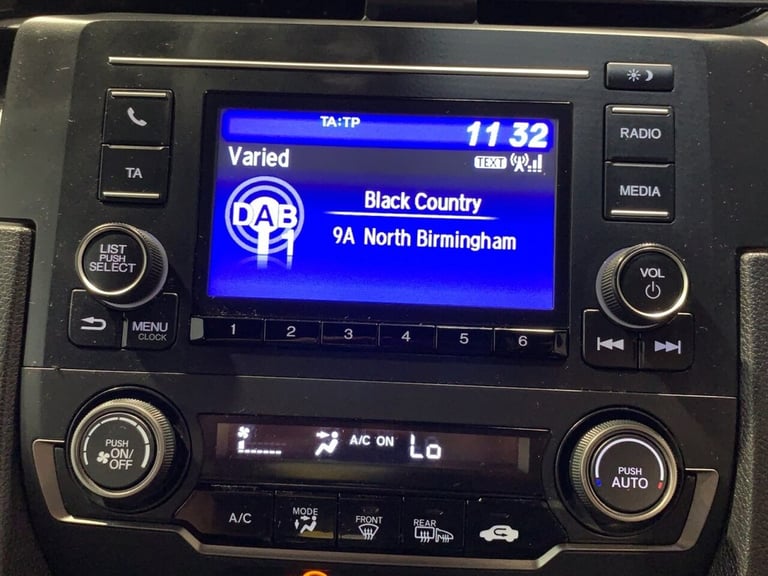 TA:TP
11 32
Varied
TEXT
DAB
1
Black Country
9A North Birmingham
TA
RADIO
MEDIA
LIST
PUSH
SELECT
VOL
MENU
CLOCK
1 2 3 4 5 6
PUSH
ON/
OFF
A/C ON Lo
PUSH
AUTO
A/C
MODE
FRONT
REAR